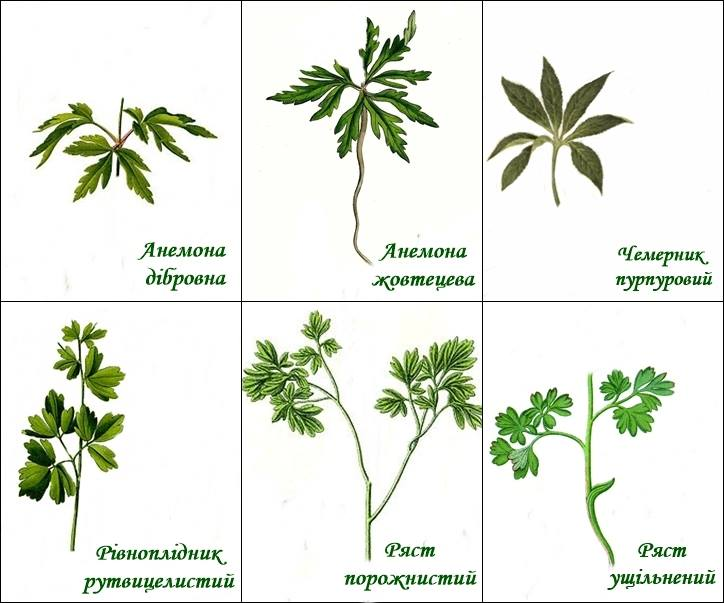 Анемона
дібровна
Анемона
жовтецева
Чемерник
пурпуровий
Рівноплідник
рутвицелистий
Ряст
порожнистий
Ряст
ущільнений